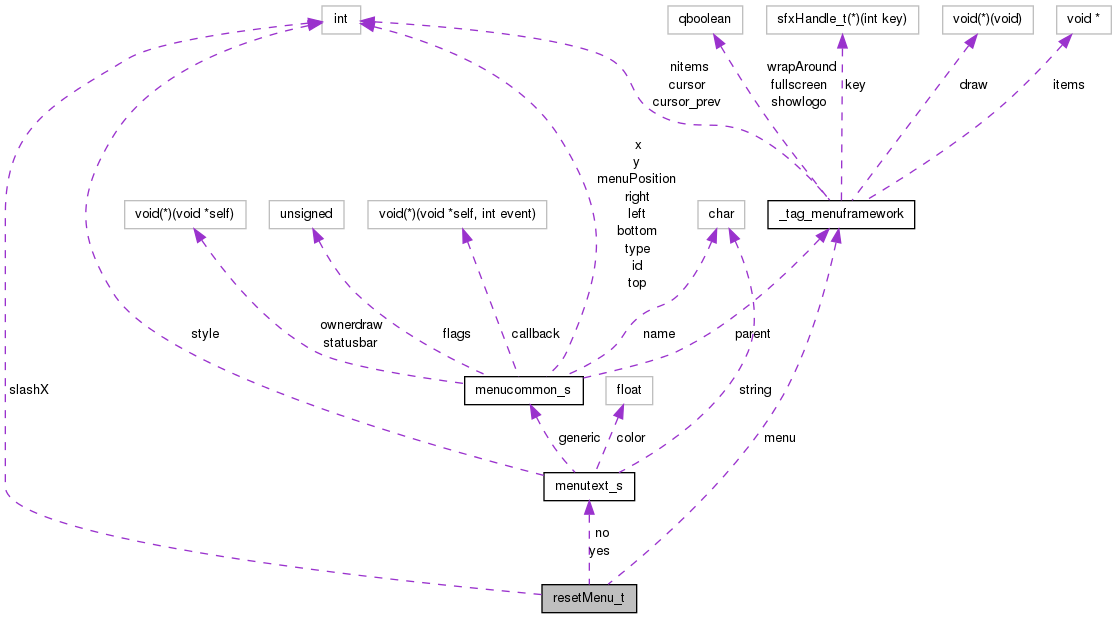 int
qboolean
sfxHandle_t(*)(int key)
void(*)(void)
void *
nitems
cursor
cursor_prev
wrapAround
fullscreen
showlogo
key
draw
items
x
y
menuPosition
right
left
bottom
type
id
top
void(*)(void *self)
unsigned
void(*)(void *self, int event)
char
_tag_menuframework
style
ownerdraw
statusbar
flags
callback
name
parent
slashX
menucommon_s
float
string
generic
color
menu
menutext_s
no
yes
resetMenu_t